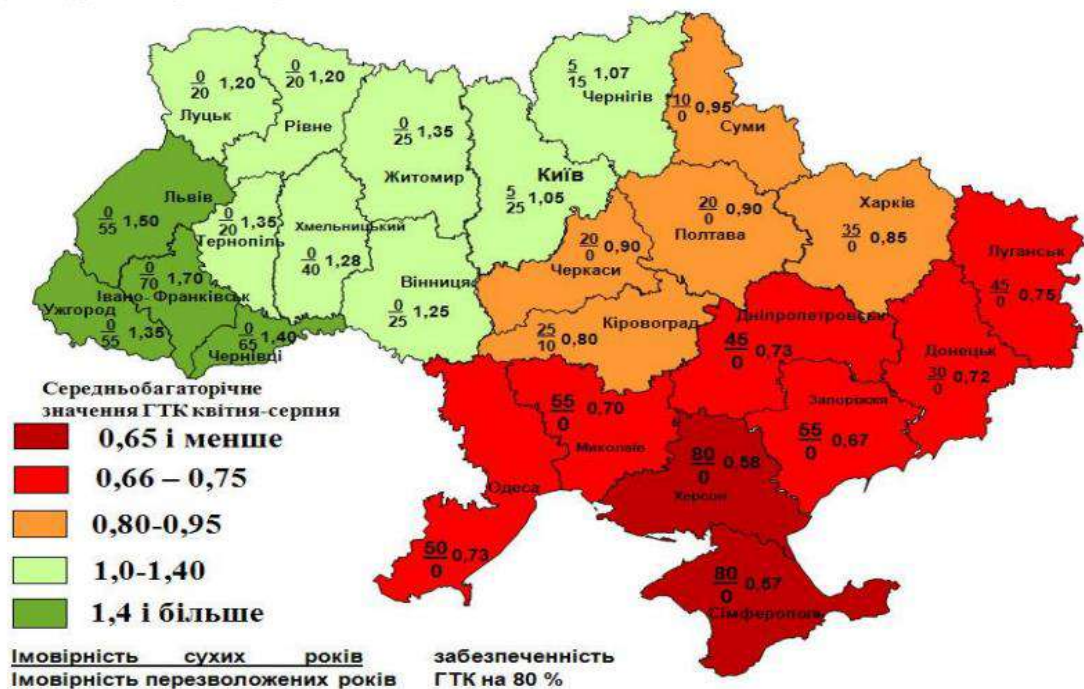 0/20 1,20
Луцьк
0/20 1,20
Рівне
0/25 1,35
Житомир
5/15 1,07
Чернігів
10/0 0,95
Суми
Київ
5/25 1,05
Львів
0/55 1,50
0/20 1,35
Тернопіль
Хмельницький
0/40 1,28
Вінниця
0/25 1,25
20/0 0,90
Черкаси
20/0 0,90
Полтава
Харків
35/0 0,85
Луганськ
45/0 0,75
0/70 1,70
Івано-Франківськ
Ужгород
0/55 1,35
0/65 1,40
Чернівці
Кіровоград
25/10 0,80
Дніпропетровськ
45/0 0,73
Донецьк
30/0 0,72
Запоріжжя
55/0 0,67
55/0 0,70
Миколаїв
80/0 0,58
Херсон
Одеса
50/0 0,73
80/0 0,57
Сімферополь
Середньобагаторічне
значення ГТК квітня-серпня
0,65 і менше
0,66 – 0,75
0,80-0,95
1,0-1,40
1,4 і більше
Імовірність сухих років забезпеченність
Імовірність перезволожених років ГТК на 80 %